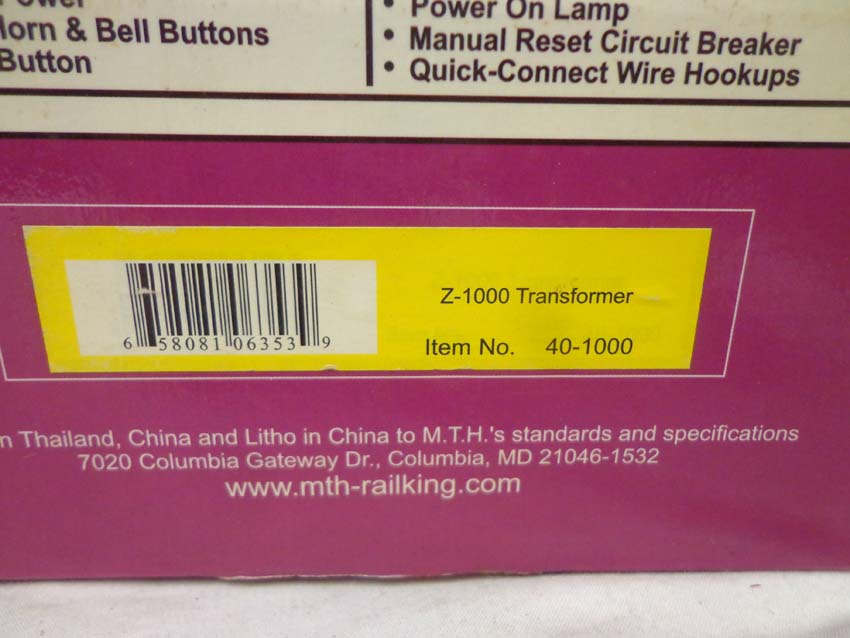 Horn & Bell Buttons
Button
• Power On Lamp
• Manual Reset Circuit Breaker
• Quick-Connect Wire Hookups
Z-1000 Transformer
6 58081 06353 9
Item No. 40-1000
n Thailand, China and Litho in China to M.T.H.'s standards and specifications
7020 Columbia Gateway Dr., Columbia, MD 21046-1532
www.mth-railking.com